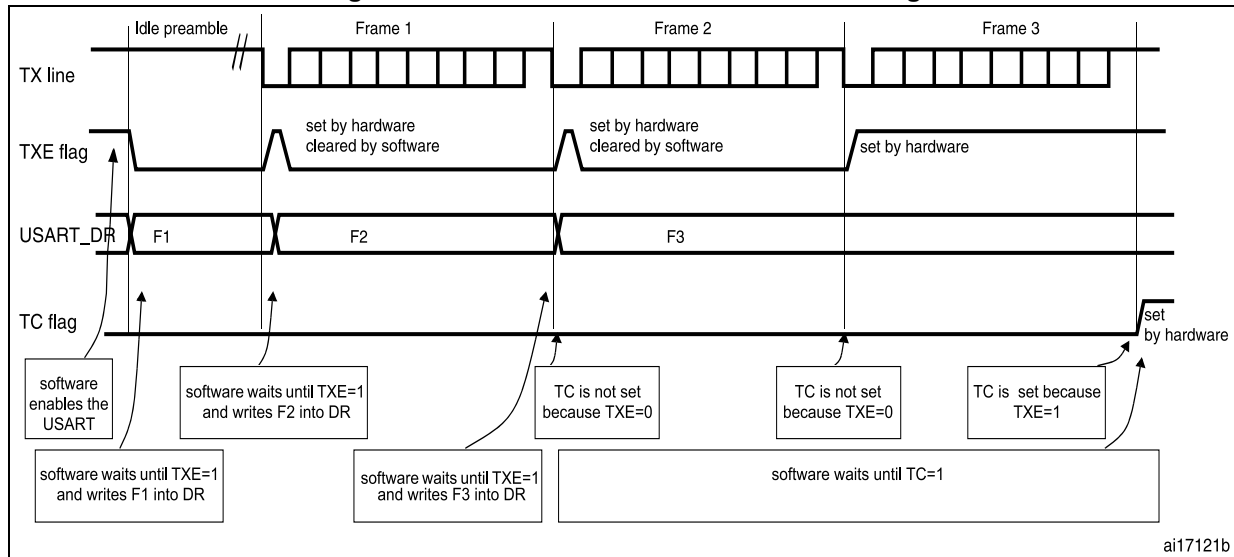 Idle preamble
Frame 1
Frame 2
Frame 3
TX line
TXE flag
set by hardware
cleared by software
set by hardware
cleared by software
set by hardware
USART_DR
F1
F2
F3
TC flag
set
by hardware
software
enables the
USART
software waits until TXE=1
and writes F2 into DR
TC is not set
because TXE=0
TC is not set
because TXE=0
TC is set because
TXE=1
software waits until TXE=1
and writes F1 into DR
software waits until TXE=1
and writes F3 into DR
software waits until TC=1
ai17121b